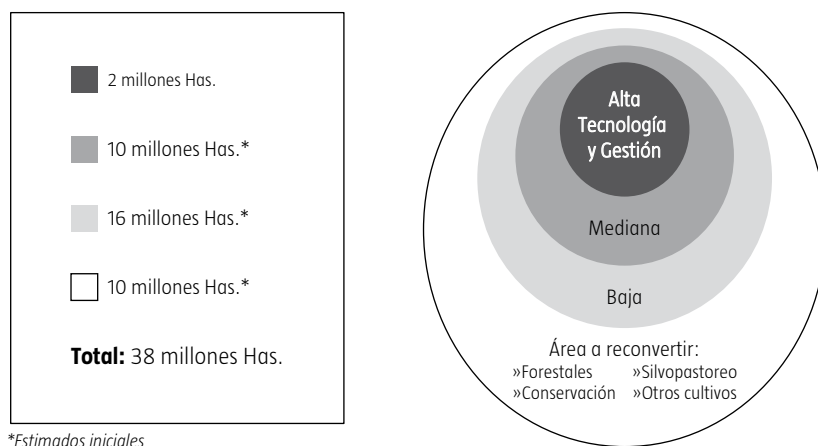 2 millones Has.
10 millones Has.*
16 millones Has.*
10 millones Has.*
Total: 38 millones Has.
*Estimados iniciales
Alta
Tecnología
y Gestión
Mediana
Baja
Área a reconvertir:
»Forestales »Silvopastoreo
»Conservación »Otros cultivos